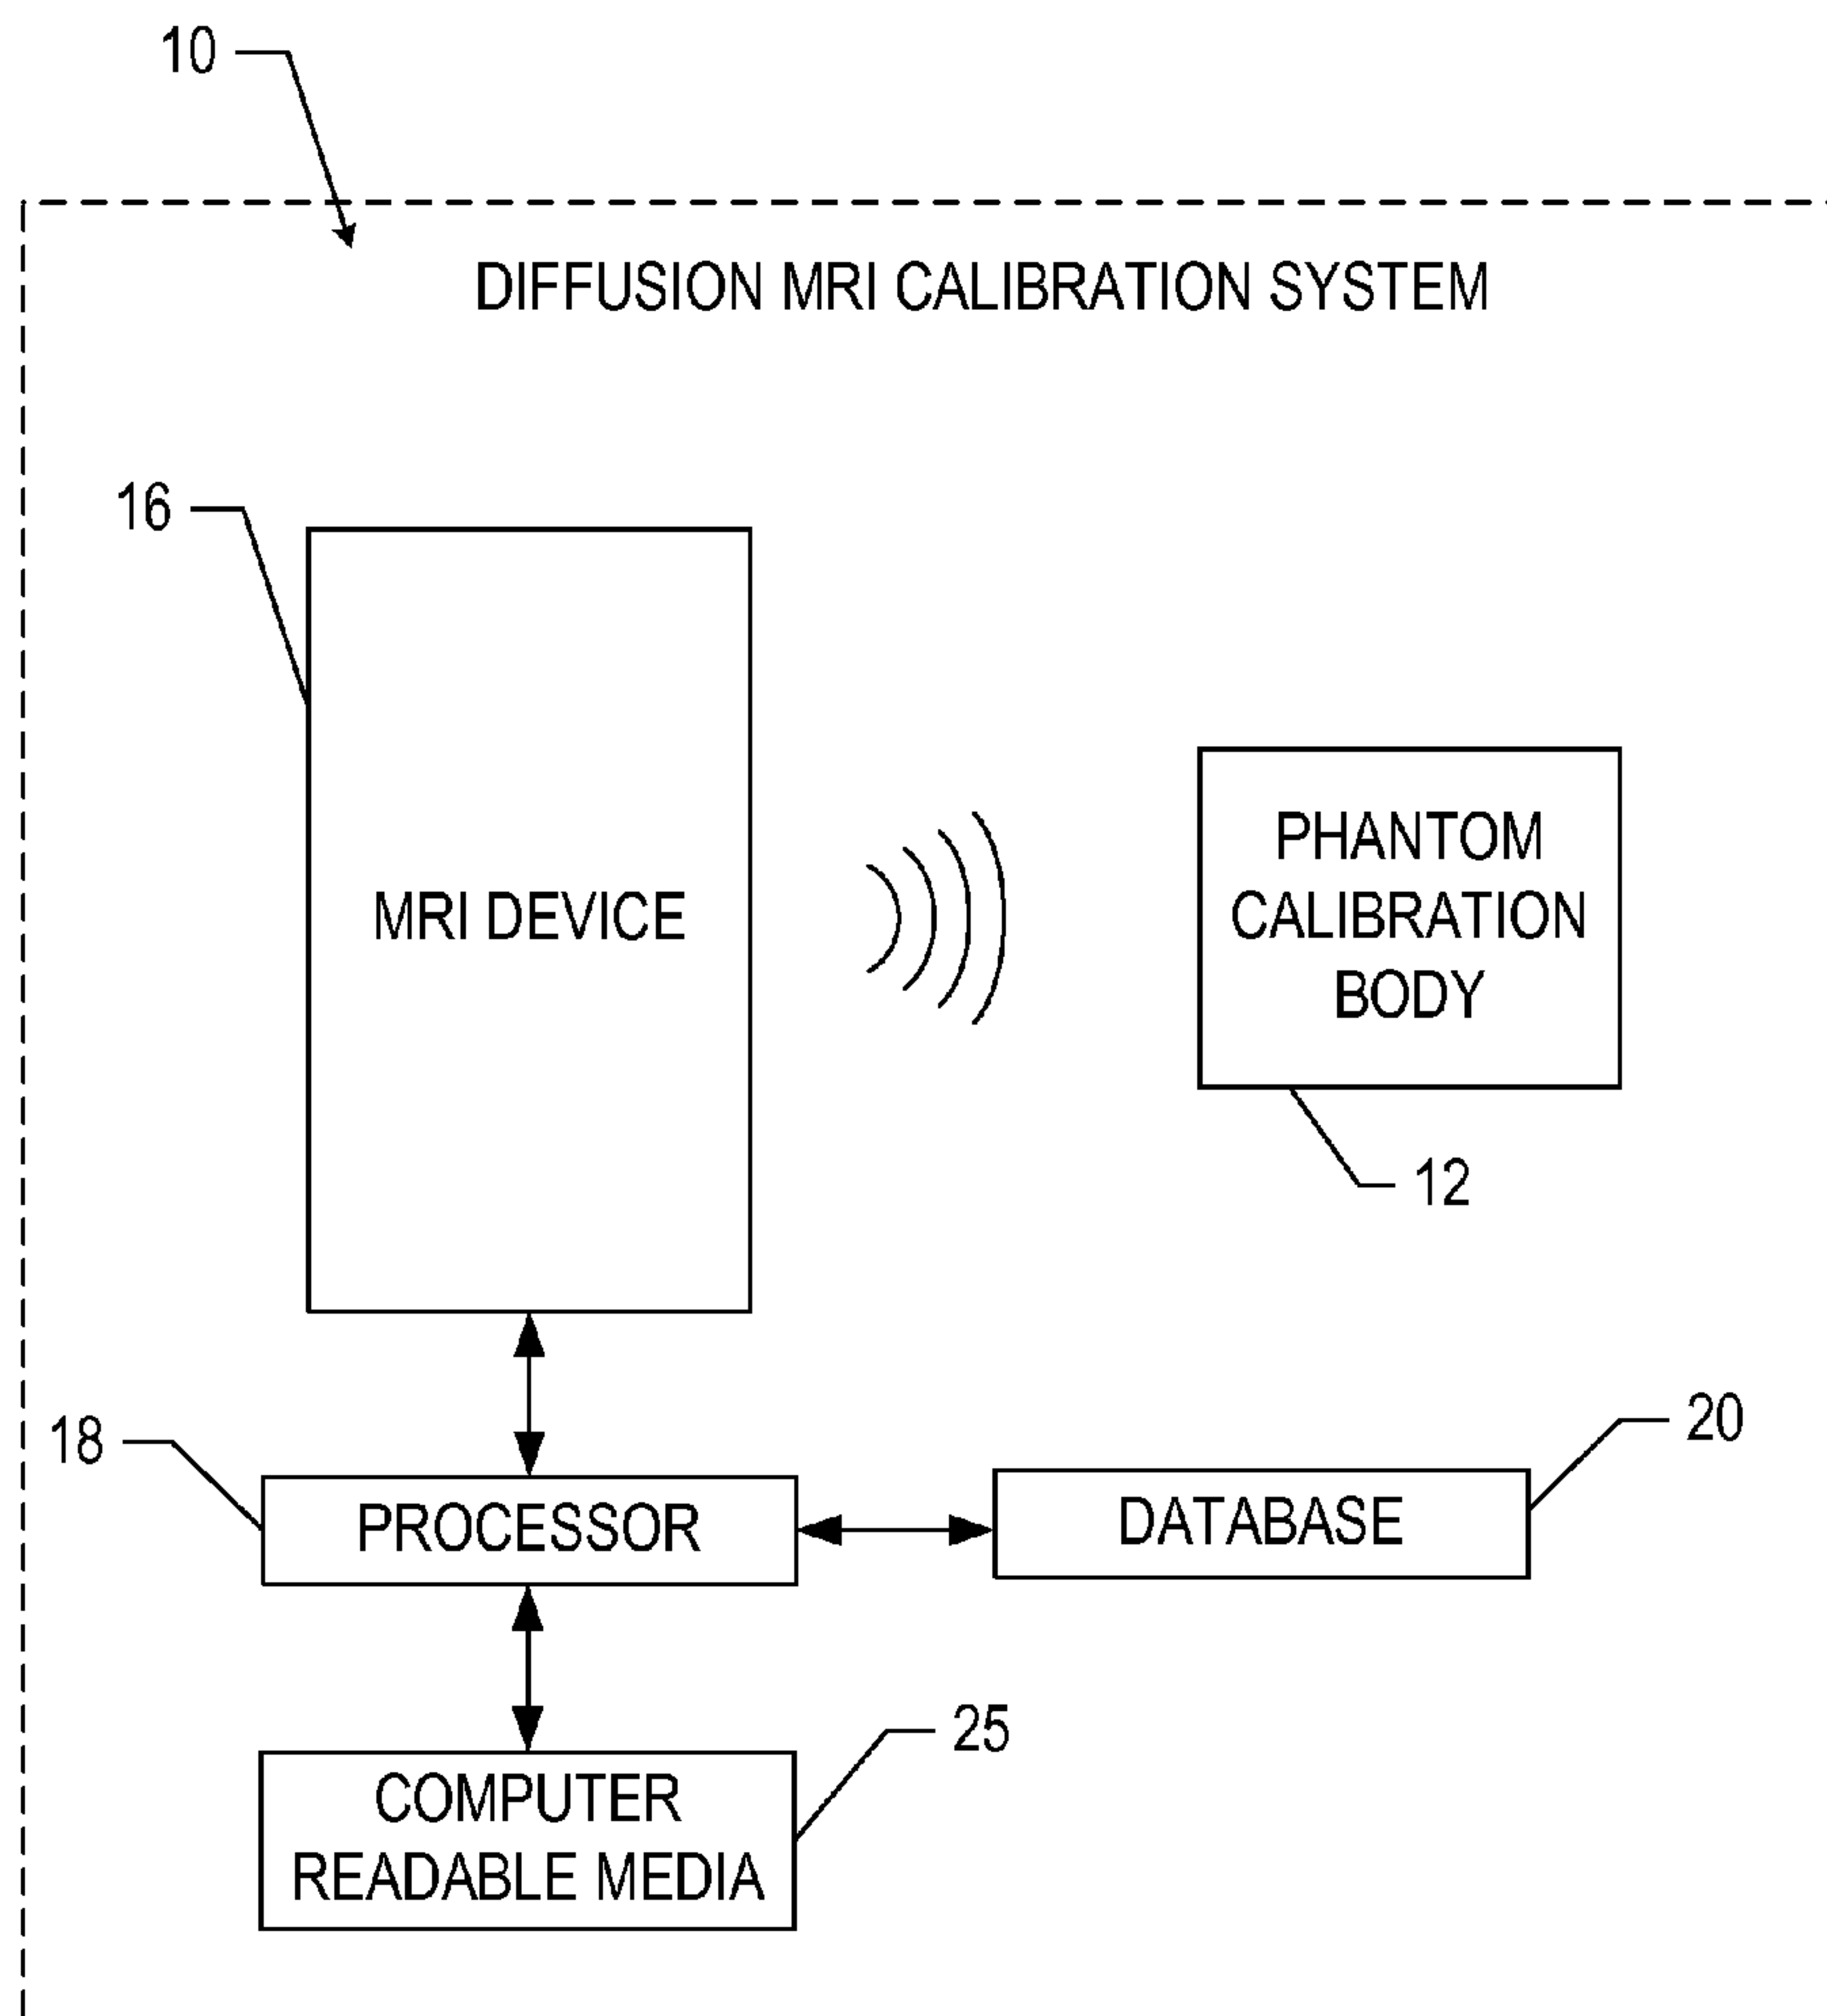 10
DIFFUSION MRI CALIBRATION SYSTEM
16
MRI DEVICE
PHANTOM
CALIBRATION
BODY
12
18
PROCESSOR
DATABASE
20
25
COMPUTER
READABLE MEDIA